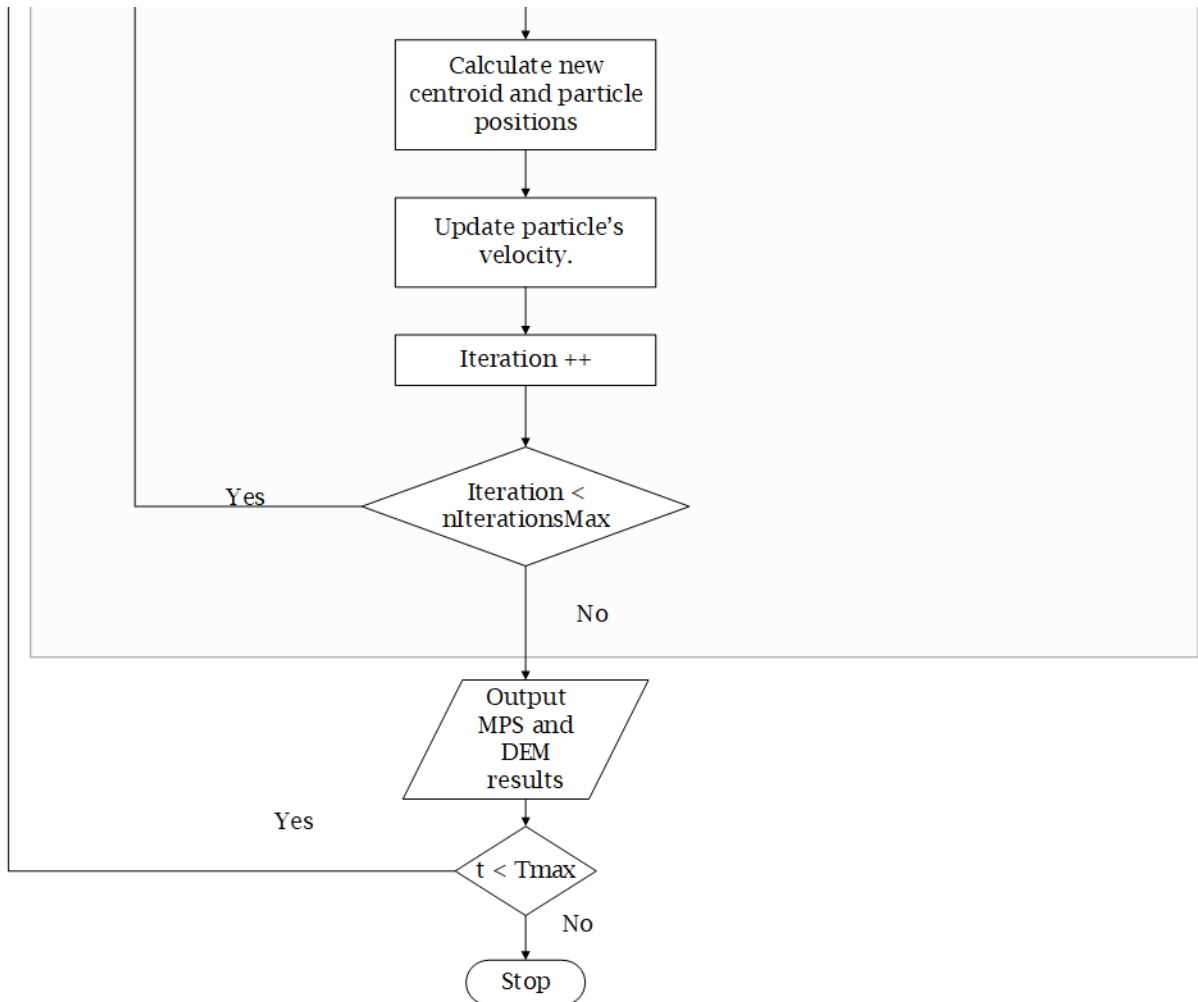 Calculate new
centroid and particle
positions
Update particle’s
velocity.
Iteration ++
Iteration <
nIterationsMax
Yes
No
Output
MPS and
DEM
results
Yes
t < Tmax
No
Stop